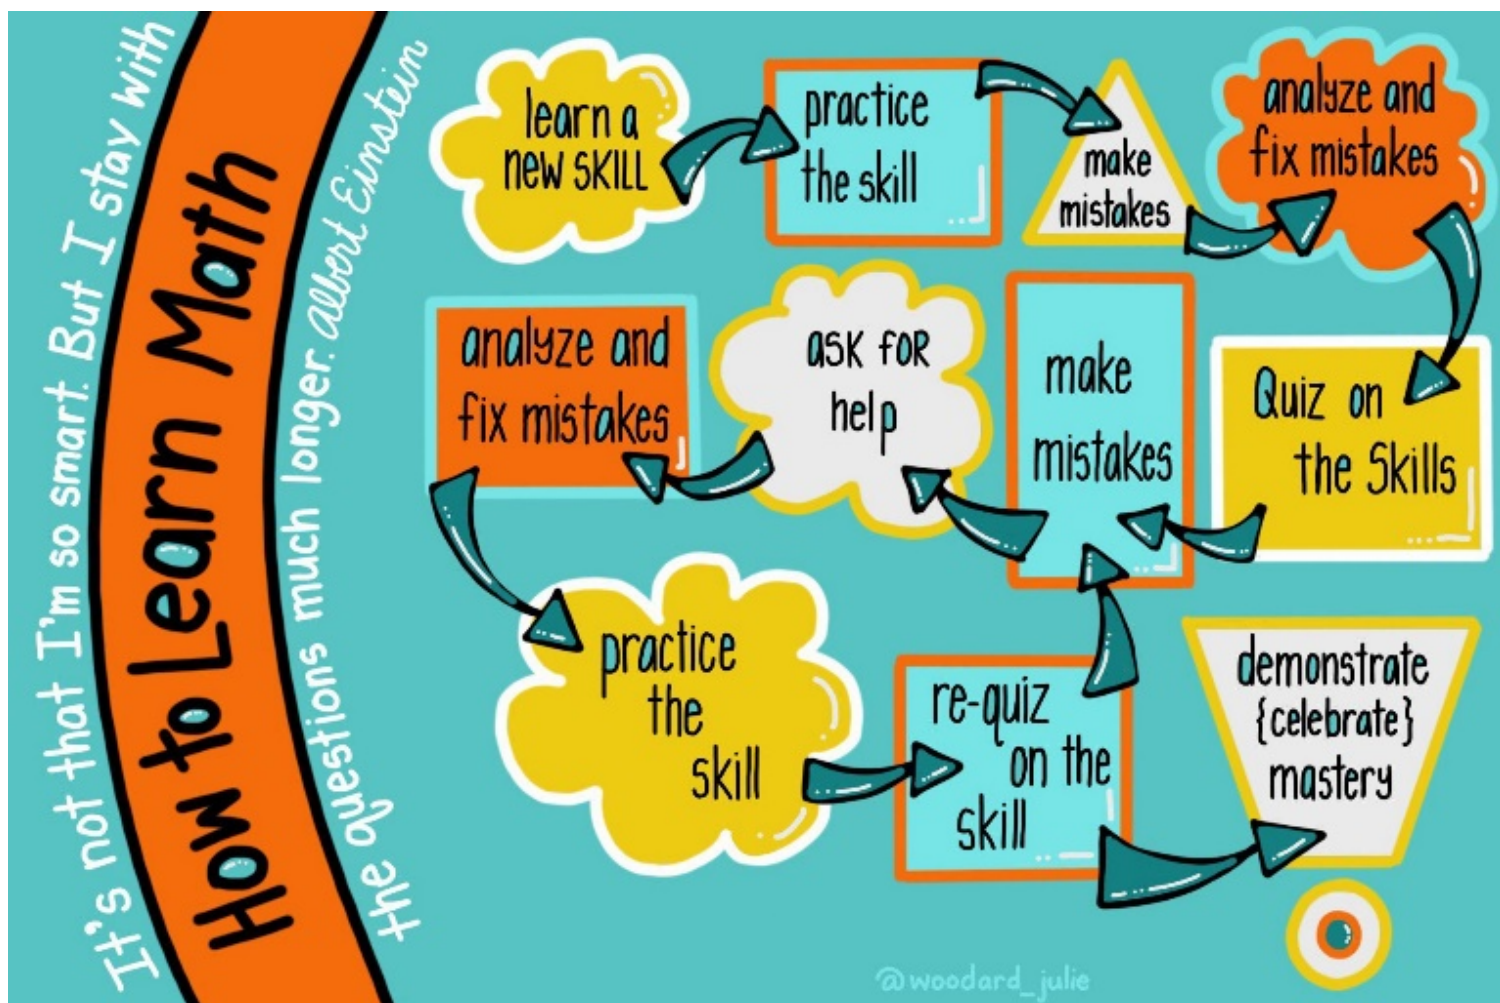 It's not that I'm so smart. But I stay with
How to Learn Math
the questions much longer. Albert Einstein
learn a
new SKILL
practice
the skill
make
mistakes
analyze and
fix mistakes
Quiz on
the Skills
make
mistakes
ask for
help
analyze and
fix mistakes
practice
the
skill
re-quiz
on the
skill
demonstrate
{celebrate}
mastery
@woodard_julie